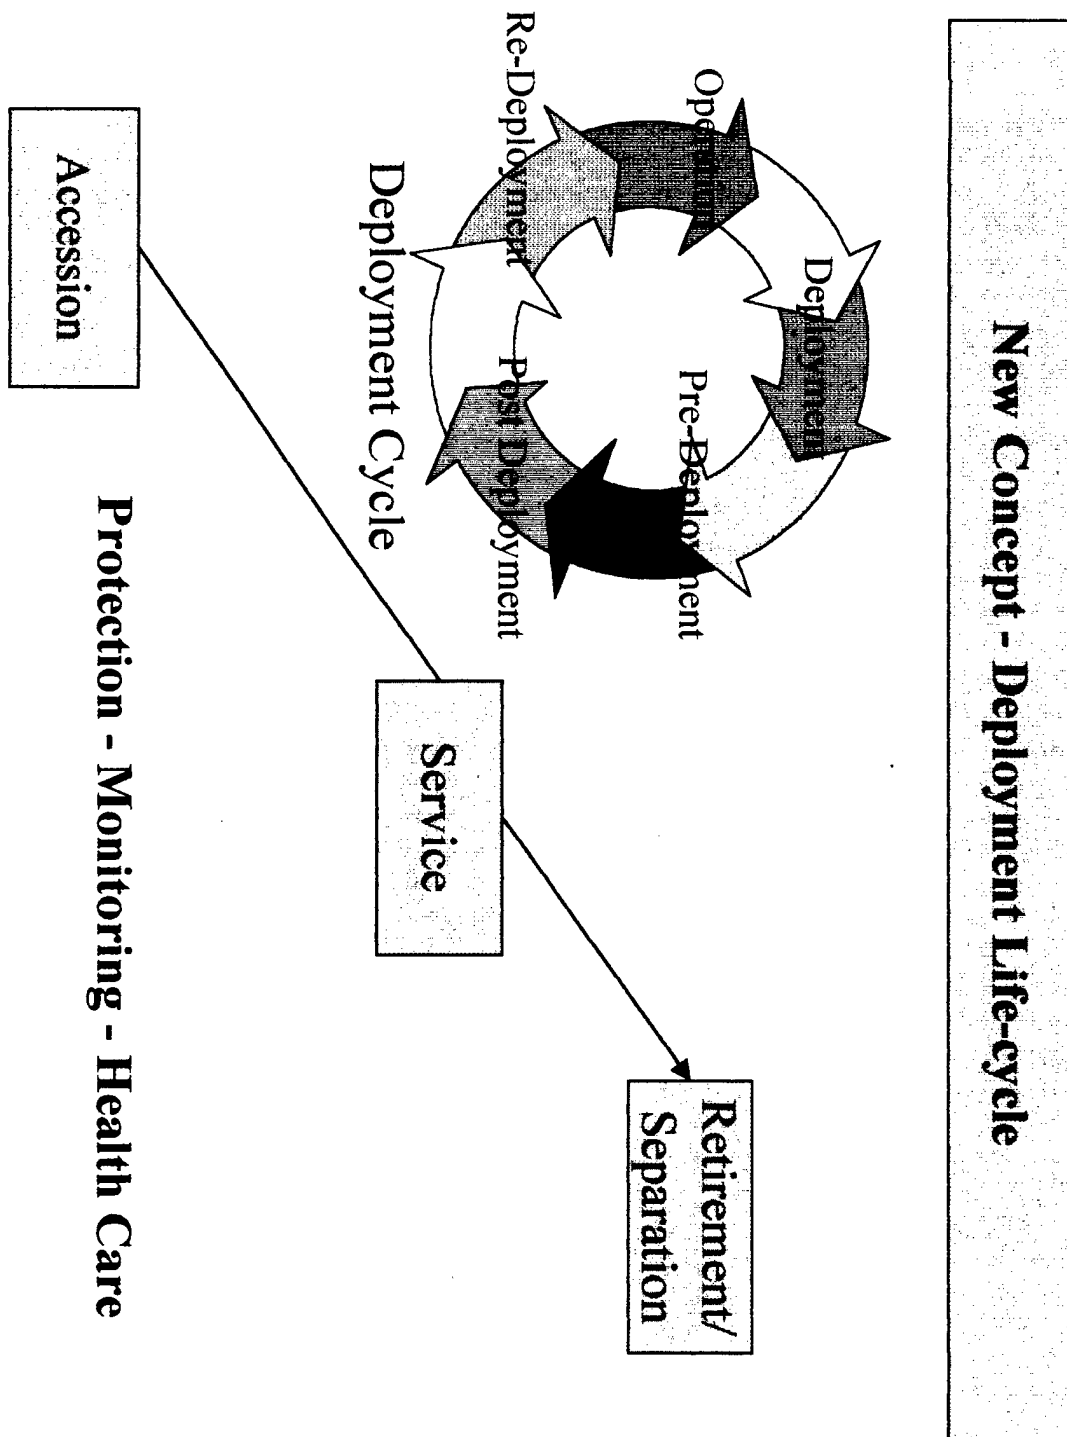 New Concept - Deployment Life-cycle
Deployment
Operation
Pre-Deployment
Re-Deployment
Post Deployment
Deployment Cycle
Retirement/
Separation
Service
Accession
Protection - Monitoring - Health Care